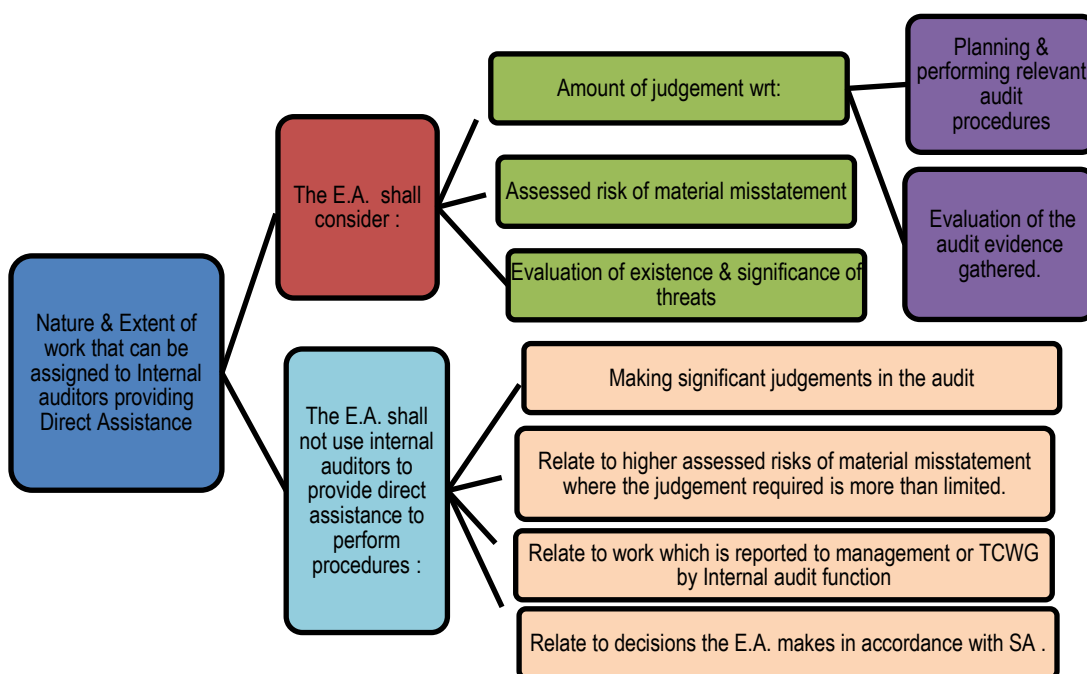 Nature & Extent of
work that can be
assigned to Internal
auditors providing
Direct Assistance
The E.A. shall
consider :
Amount of judgement wrt:
Planning &
performing relevant
audit
procedures
Evaluation of the
audit evidence
gathered.
Assessed risk of material misstatement
Evaluation of existence & significance of
threats
The E.A. shall
not use internal
auditors to
provide direct
assistance to
perform
procedures :
Making significant judgements in the audit
Relate to higher assessed risks of material misstatement
where the judgement required is more than limited.
Relate to work which is reported to management or TCWG
by Internal audit function
Relate to decisions the E.A. makes in accordance with SA .